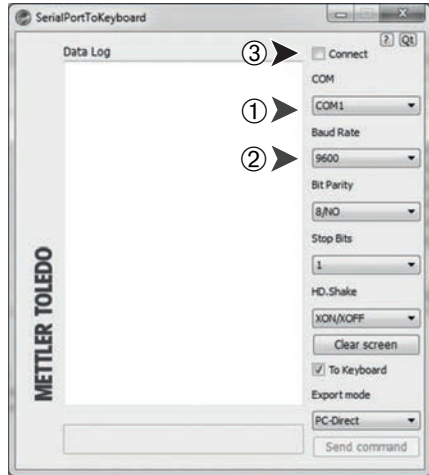 SerialPortToKeyboard
? Qt
Data Log
③ Connect
COM
① COM1
Baud Rate
② 9600
Bit Parity
8/NO
Stop Bits
1
HD.Shake
XON/XOFF
Clear screen
To Keyboard
Export mode
PC-Direct
Send command
METTLER TOLEDO